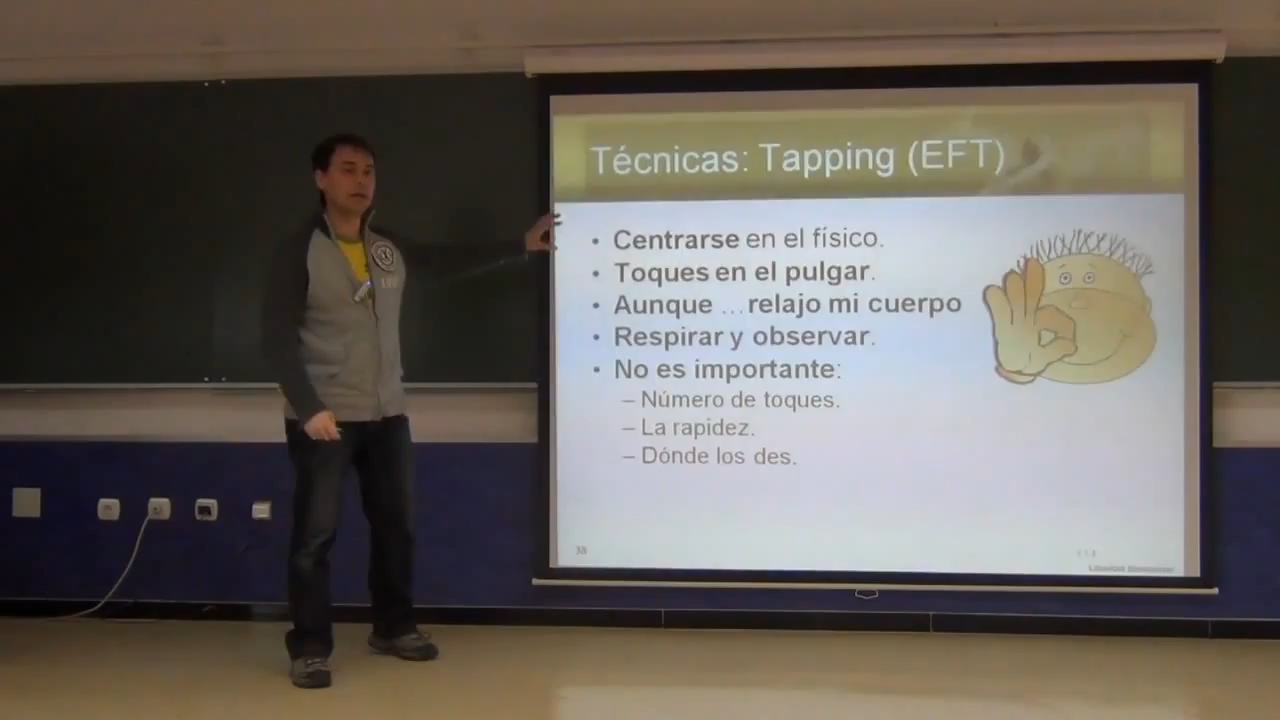 Técnicas: Tapping (EFT)
• Centrarse en el físico.
• Toques en el pulgar.
• Aunque ...relajo mi cuerpo
• Respirar y observar.
• No es importante:
– Número de toques.
– La rapidez.
– Dónde los des.